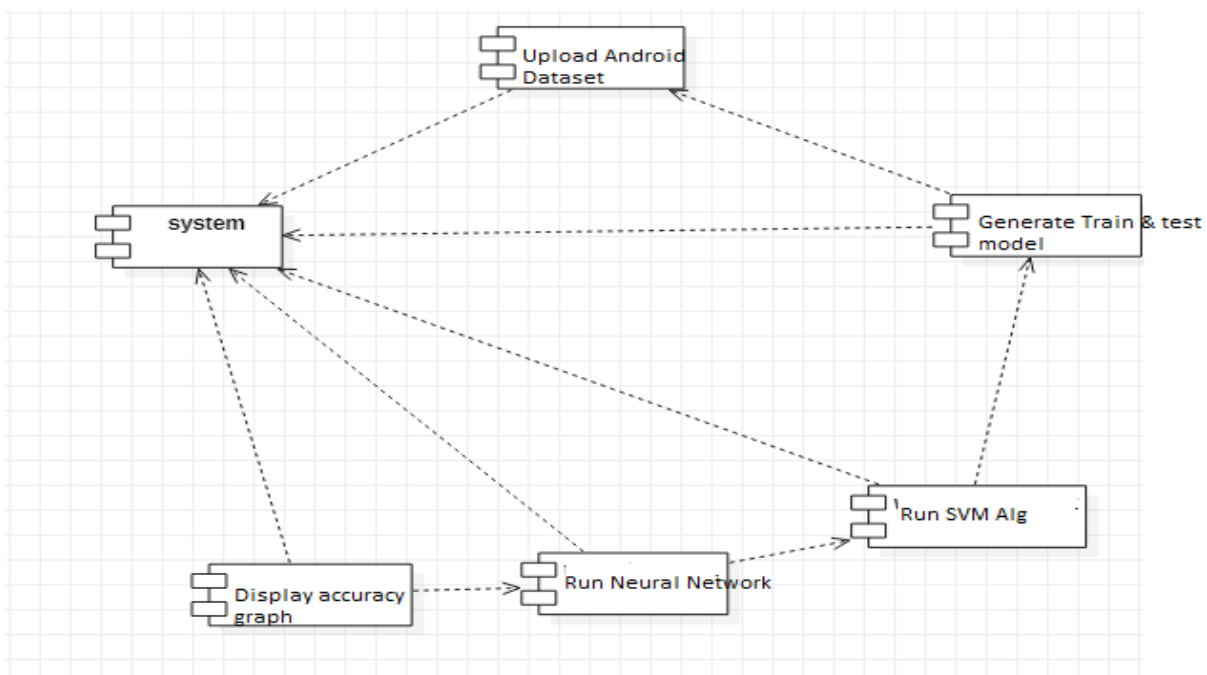 Upload Android
Dataset
system
Generate Train & test
model
Run SVM Alg
Run Neural Network
Display accuracy
graph